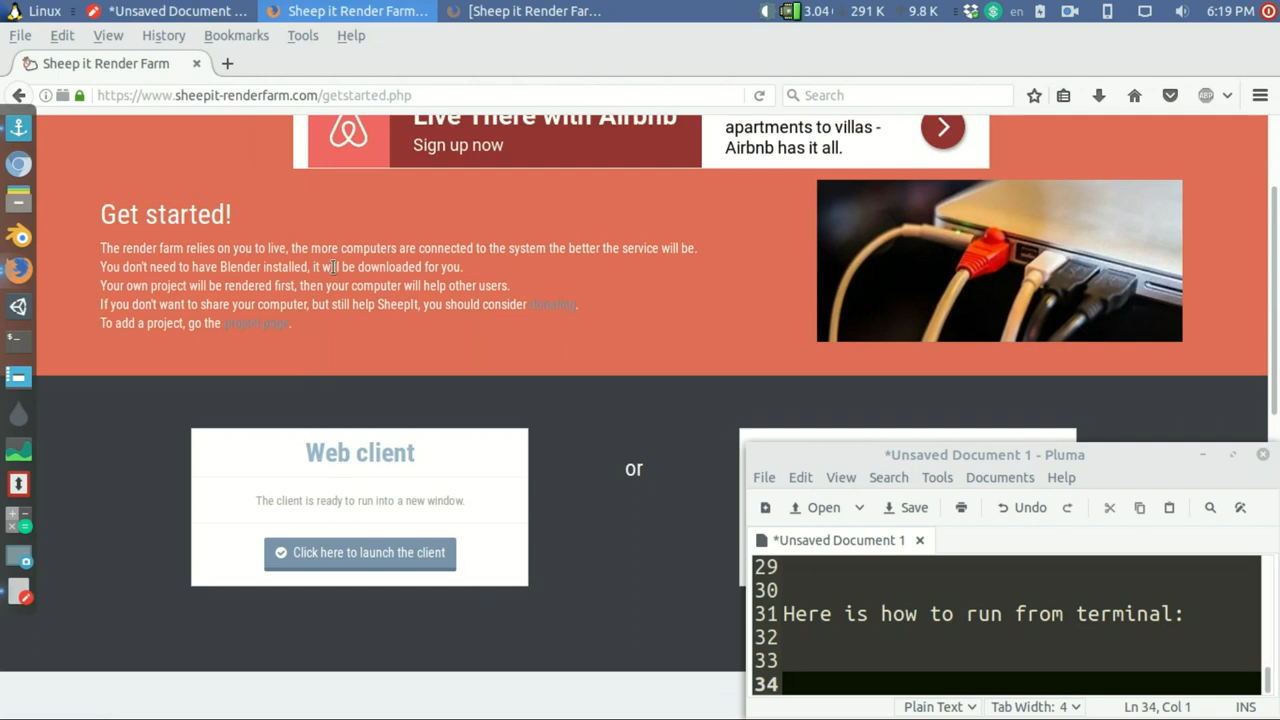 Linux
*Unsaved Document ...
Sheep it Render Farm...
[Sheep it Render Far...
3.04
291 K
9.8 K
en
6:19 PM
File Edit View History Bookmarks Tools Help
Sheep it Render Farm
https://www.sheepit-renderfarm.com/getstarted.php
Search
ABP
Live There with Airbnb
Sign up now
apartments to villas -
Airbnb has it all.
Get started!
The render farm relies on you to live, the more computers are connected to the system the better the service will be.
You don't need to have Blender installed, it will be downloaded for you.
Your own project will be rendered first, then your computer will help other users.
If you don't want to share your computer, but still help SheepIt, you should consider donating.
To add a project, go the project page.
Web client
The client is ready to run into a new window.
Click here to launch the client
or
*Unsaved Document 1 - Pluma
File Edit View Search Tools Documents Help
Open Save Undo
*Unsaved Document 1
29
30
31 Here is how to run from terminal:
32
33
34
Plain Text Tab Width: 4 Ln 34, Col 1 INS